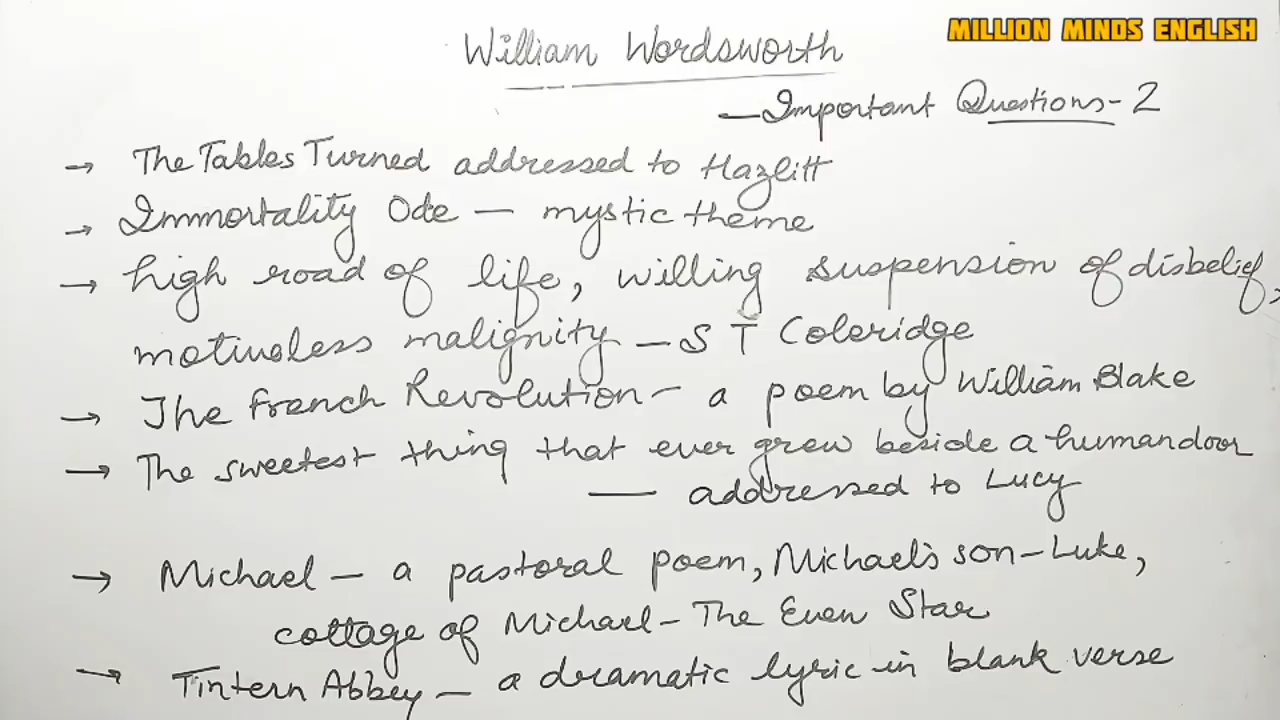 MILLION MINDS ENGLISH
William Wordsworth
— Important Questions - 2
→ The Tables Turned addressed to Hazlitt
→ Immortality Ode — mystic theme
→ high road of life, willing suspension of disbelief,
motiveless malignity — S T Coleridge
→ The French Revolution - a poem by William Blake
→ The sweetest thing that ever grew beside a human door
— addressed to Lucy
→ Michael — a pastoral poem, Michael's son - Luke,
cottage of Michael - The Even Star
→ Tintern Abbey — a dramatic lyric in blank verse